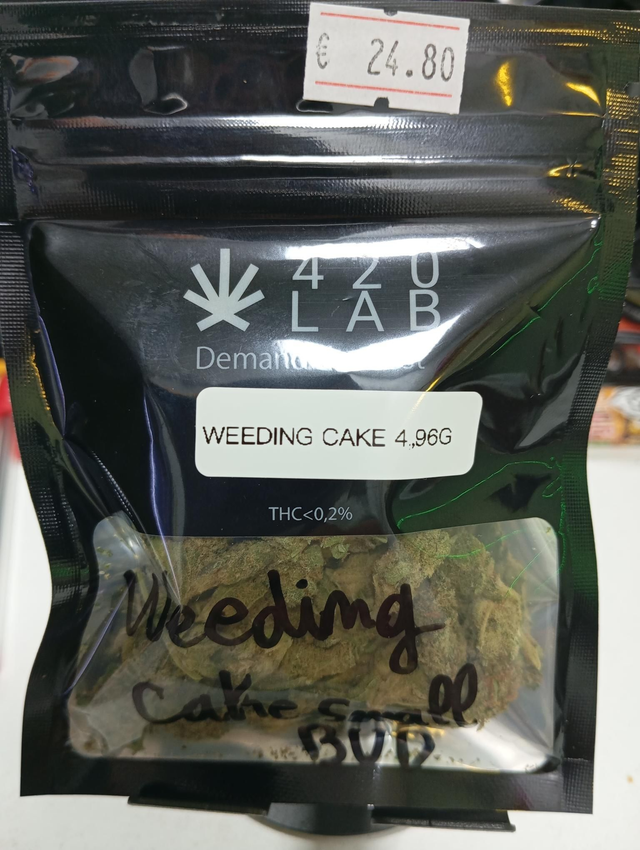 € 24.80
420
LAB
WEEDING CAKE 4.,96G
THC<0,2%
Weeding
Cake small
BUD